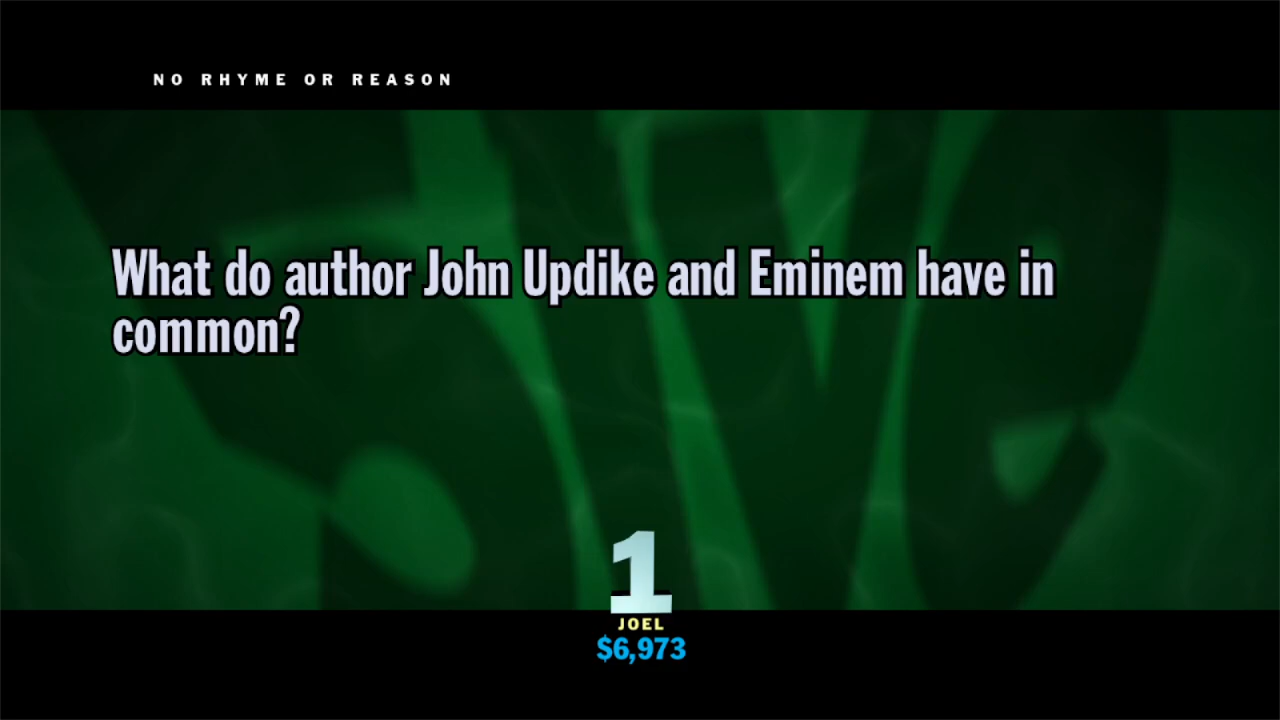 NO RHYME OR REASON
What do author John Updike and Eminem have in
common?
1
JOEL
$6,973